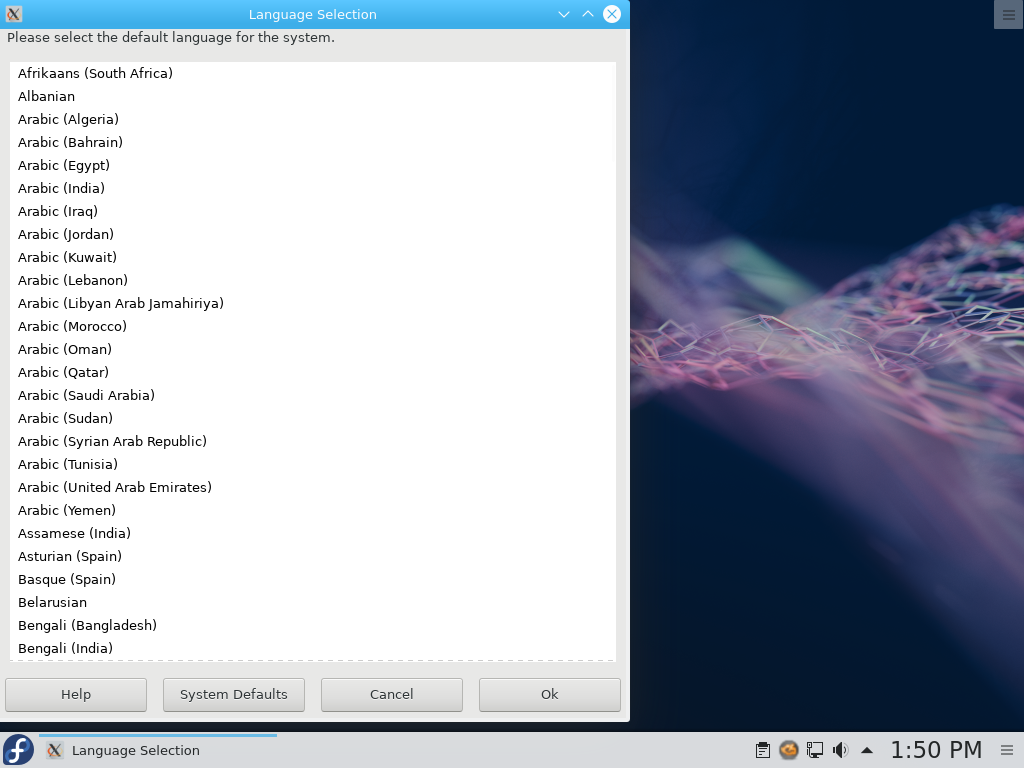 Language Selection
Please select the default language for the system.
Afrikaans (South Africa)
Albanian
Arabic (Algeria)
Arabic (Bahrain)
Arabic (Egypt)
Arabic (India)
Arabic (Iraq)
Arabic (Jordan)
Arabic (Kuwait)
Arabic (Lebanon)
Arabic (Libyan Arab Jamahiriya)
Arabic (Morocco)
Arabic (Oman)
Arabic (Qatar)
Arabic (Saudi Arabia)
Arabic (Sudan)
Arabic (Syrian Arab Republic)
Arabic (Tunisia)
Arabic (United Arab Emirates)
Arabic (Yemen)
Assamese (India)
Asturian (Spain)
Basque (Spain)
Belarusian
Bengali (Bangladesh)
Bengali (India)
Help System Defaults Cancel Ok
Language Selection 1:50 PM